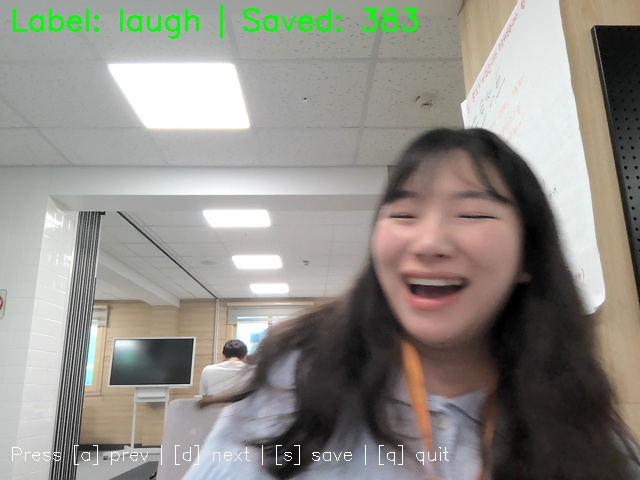 Label: laugh | Saved: 383
Press [a] prev | [d] next | [s] save | [q] quit